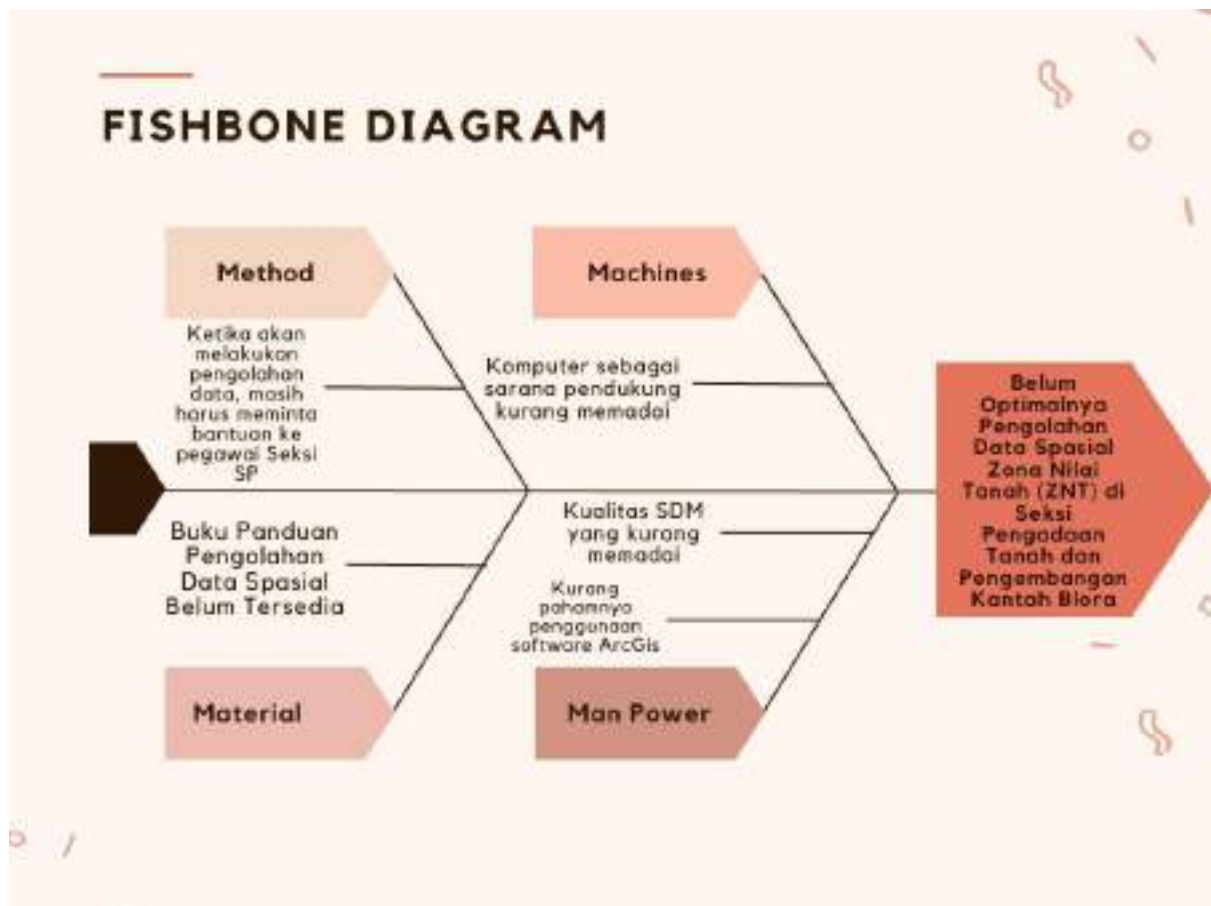 FISHBONE DIAGRAM
Method
Ketika akan
melakukan
pengolahan
data, masih
harus meminta
bantuan ke
pegawai Seksi
SP
Machines
Komputer sebagai
sarana pendukung
kurang memadai
Buku Panduan
Pengolahan
Data Spasial
Belum Tersedia
Material
Kualitas SDM
yang kurang
memadai
Kurang
pahamnya
penggunaan
software ArcGis
Man Power
Belum
Optimalnya
Pengolahan
Data Spasial
Zona Nilai
Tanah (ZNT) di
Seksi
Pengadaan
Tanah dan
Pengembangan
Kantah Blora